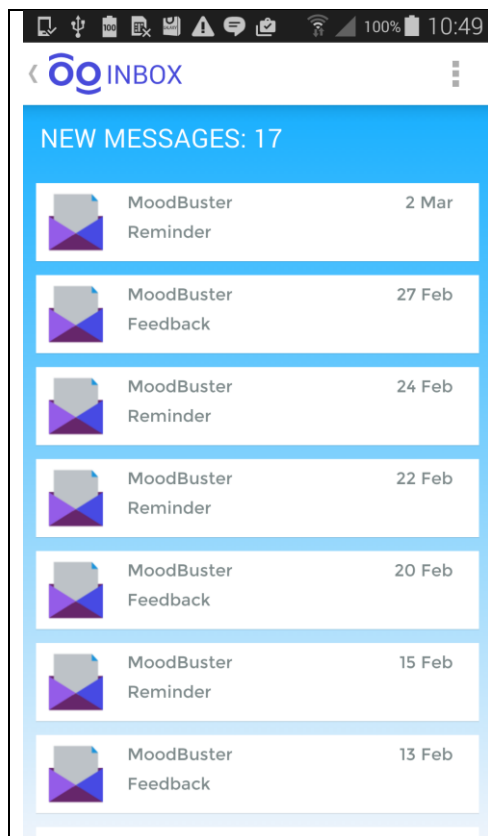 100% 10:49
INBOX
NEW MESSAGES: 17
MoodBuster 2 Mar
Reminder
MoodBuster 27 Feb
Feedback
MoodBuster 24 Feb
Reminder
MoodBuster 22 Feb
Reminder
MoodBuster 20 Feb
Feedback
MoodBuster 15 Feb
Reminder
MoodBuster 13 Feb
Feedback